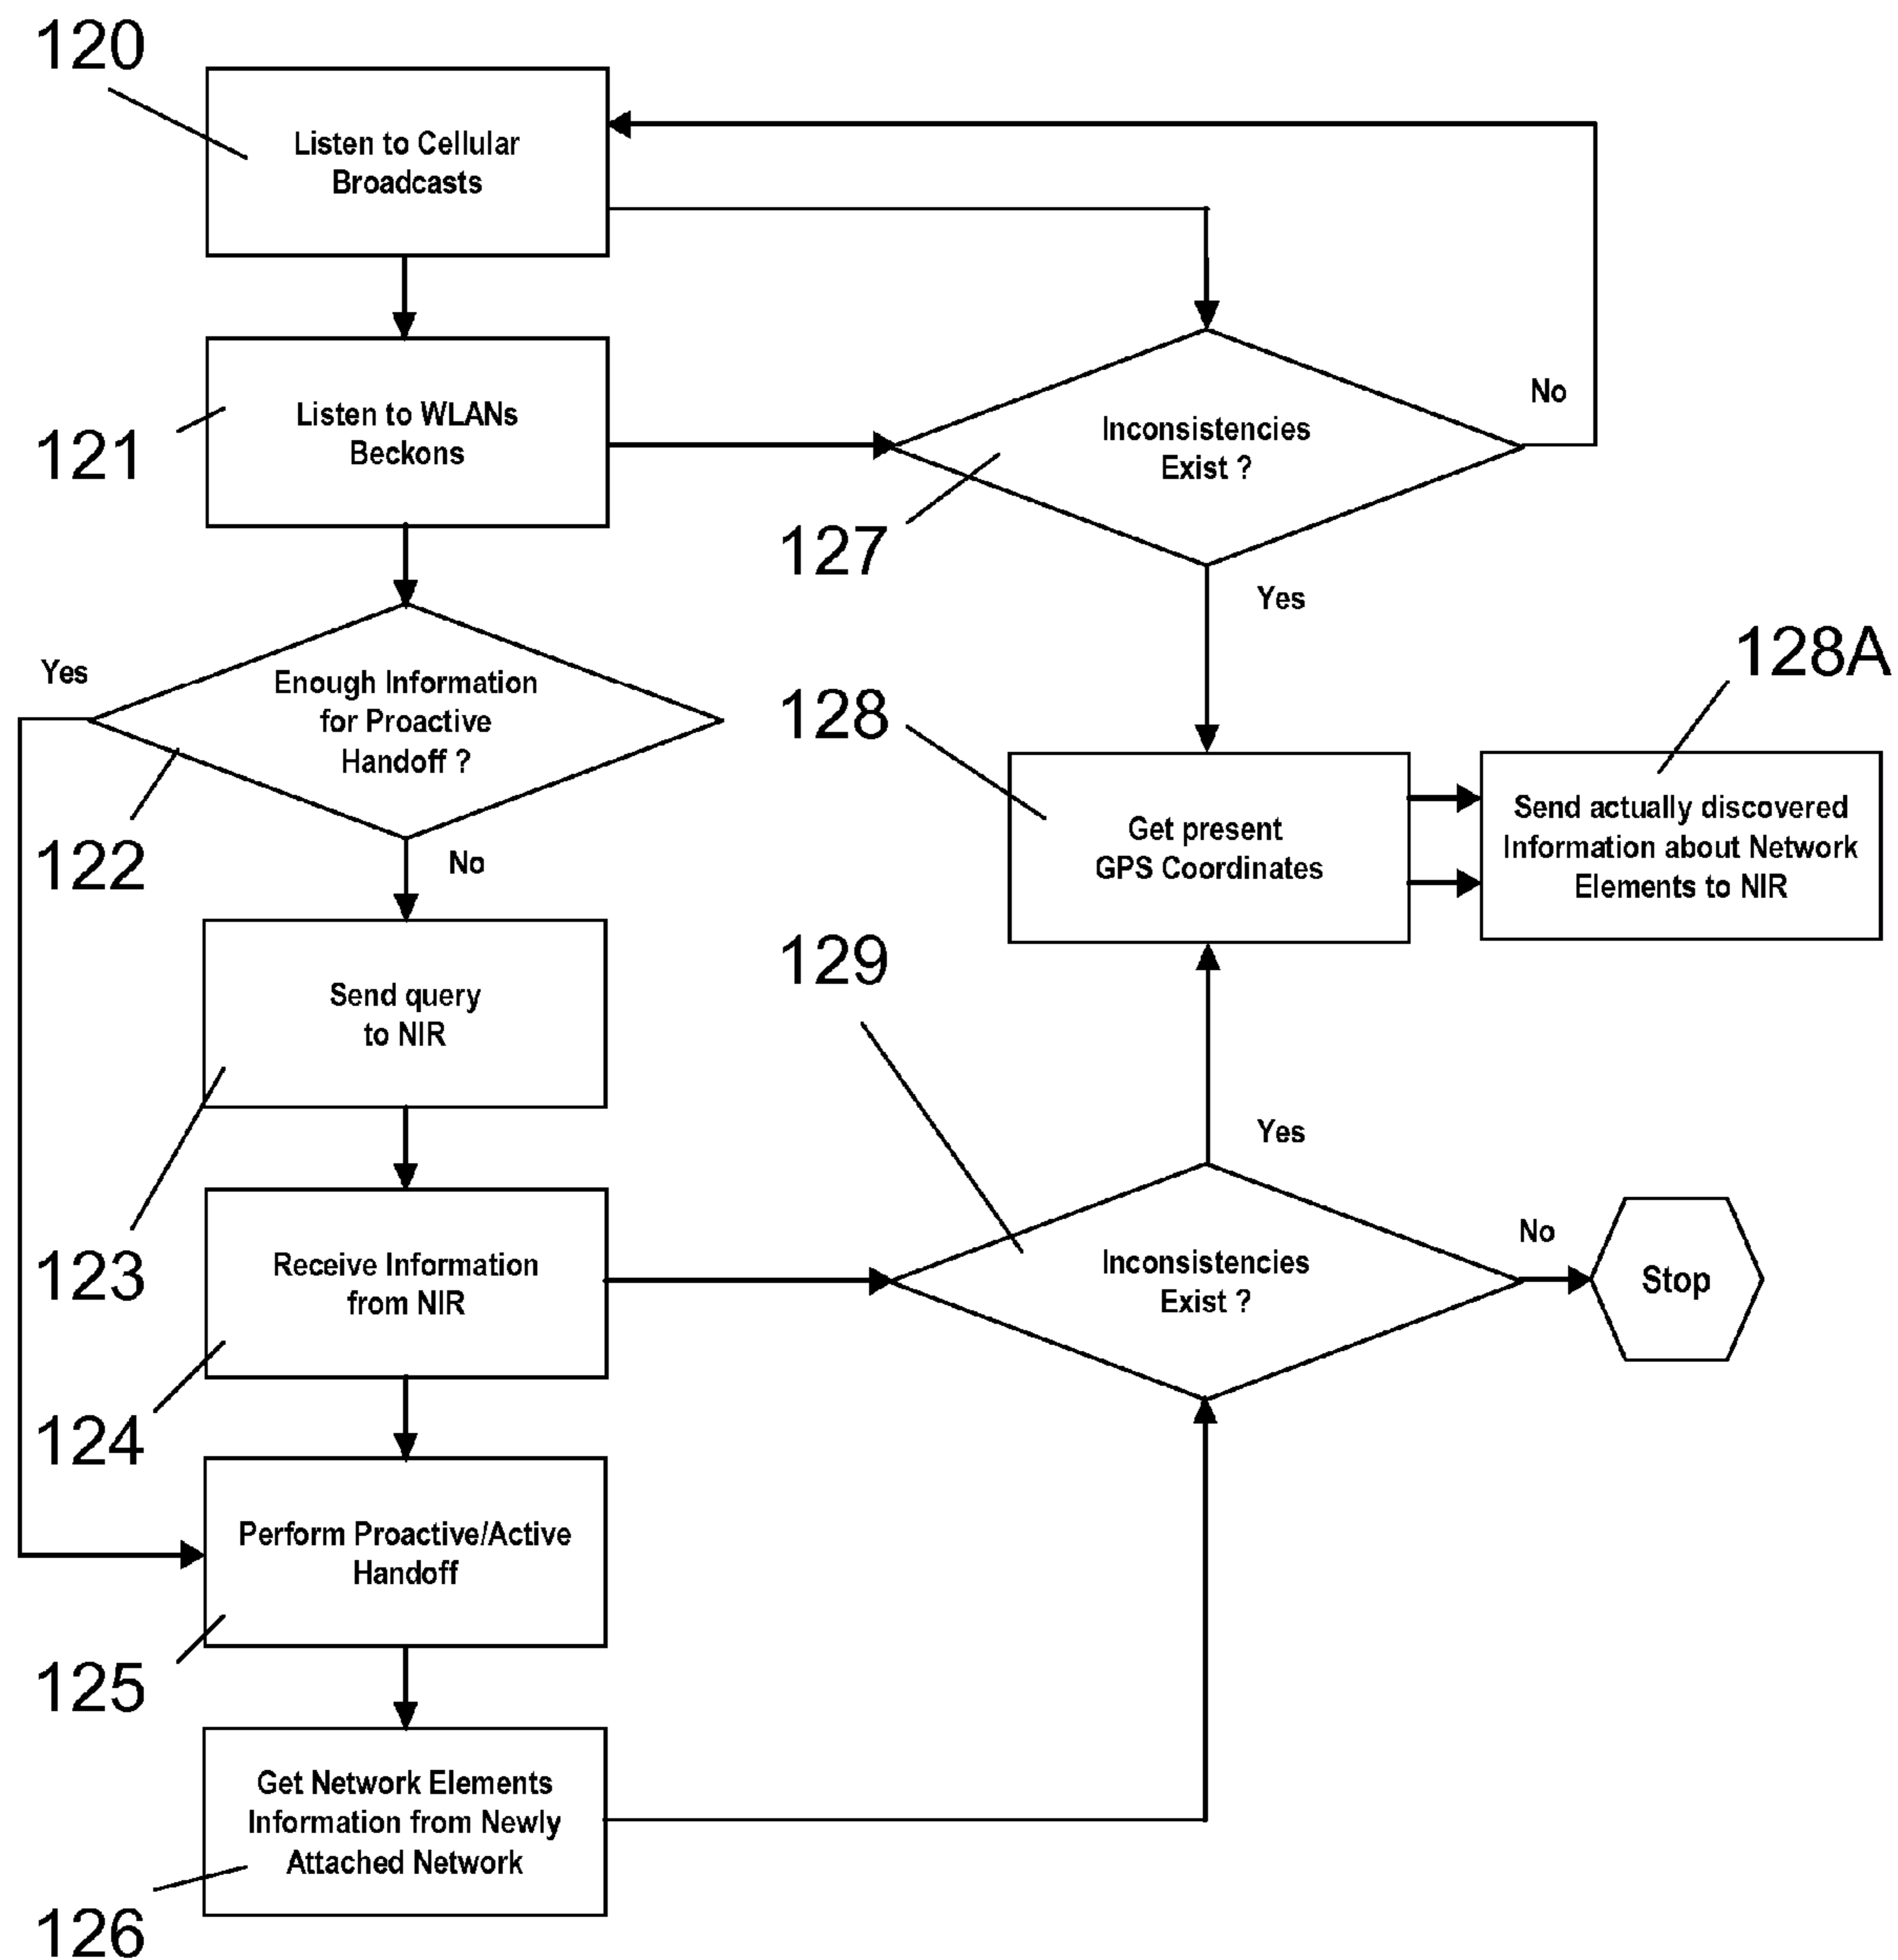 120
Listen to Cellular
Broadcasts
121
Listen to WLANs
Beckons
Inconsistencies
Exist ?
No
127
Yes
Yes
Enough Information
for Proactive
Handoff ?
122
No
128
Get present
GPS Coordinates
128A
Send actually discovered
Information about Network
Elements to NIR
Send query
to NIR
123
129
Yes
Receive Information
from NIR
124
Inconsistencies
Exist ?
No
Stop
Perform Proactive/Active
Handoff
125
Get Network Elements
Information from Newly
Attached Network
126